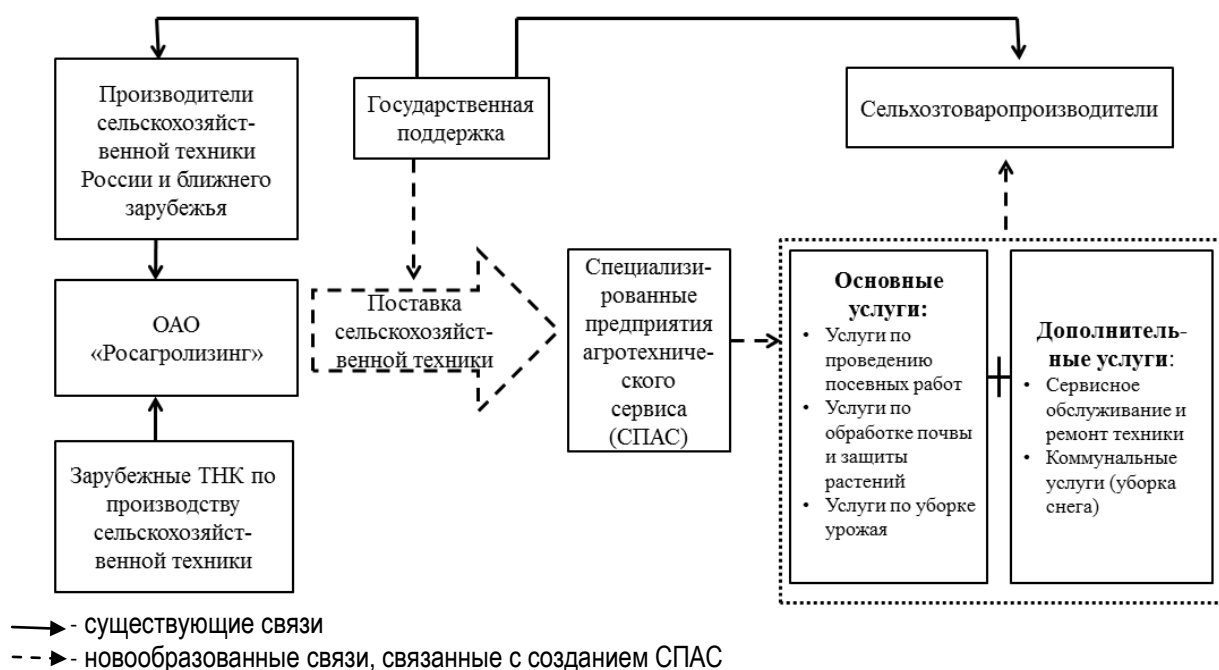 Производители
сельскохозяйст-
венной техники
России и ближнего
зарубежья
Государственная
поддержка
Сельхозтоваропроизводители
ОАО
«Росагролизинг»
Поставка
сельскохозяйст-
венной техники
Специализи-
рованные
предприятия
агротехниче-
ского
сервиса
(СПАС)
Основные
услуги:
• Услуги по
проведению
посевных работ
• Услуги по
обработке почвы
и защиты
растений
• Услуги по уборке
урожая
+
Дополнитель-
ные услуги:
• Сервисное
обслуживание и
ремонт техники
• Коммунальные
услуги (уборка
снега)
Зарубежные ТНК по
производству
сельскохозяйст-
венной техники
- существующие связи
- новообразованные связи, связанные с созданием СПАС